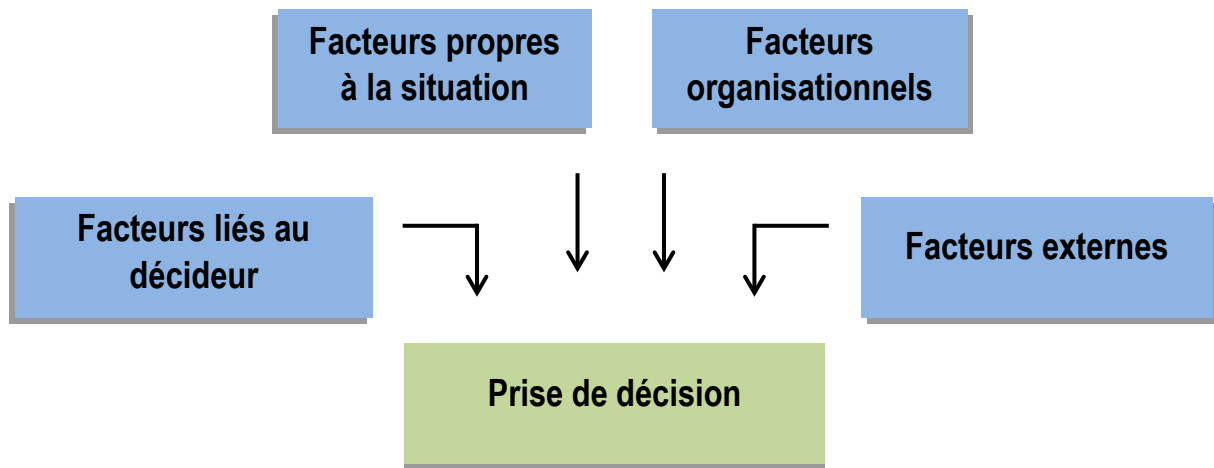 Facteurs propres
à la situation
Facteurs
organisationnels
Facteurs liés au
décideur
Facteurs externes
Prise de décision